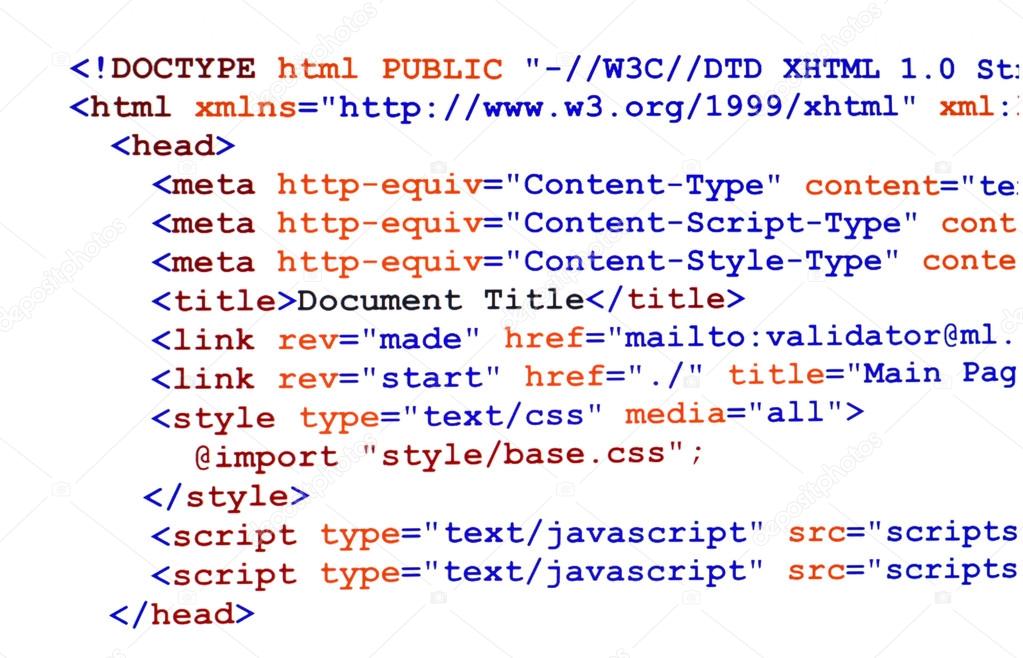 <!DOCTYPE html PUBLIC "-//W3C//DTD XHTML 1.0 St
<html xmlns="http://www.w3.org/1999/xhtml" xml:
<head>
<meta http-equiv="Content-Type" content="te
<meta http-equiv="Content-Script-Type" cont
<meta http-equiv="Content-Style-Type" conte
<title>Document Title</title>
<link rev="made" href="mailto:validator@ml.
<link rev="start" href="./" title="Main Pag
<style type="text/css" media="all">
@import "style/base.css";
</style>
<script type="text/javascript" src="scripts
<script type="text/javascript" src="scripts
</head>